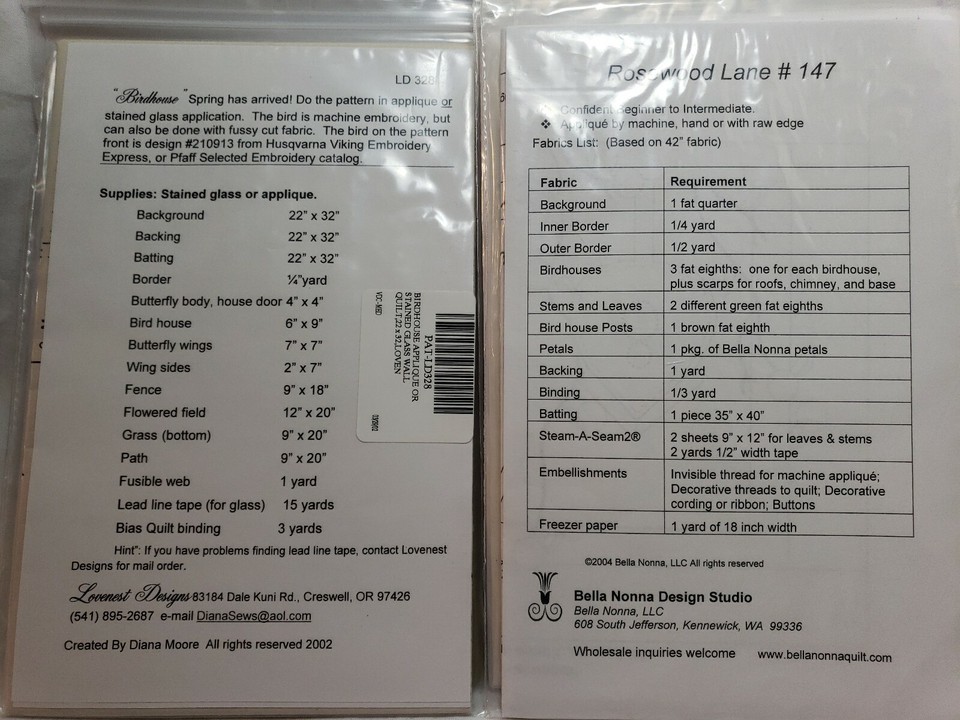 LD 328
"Birdhouse" Spring has arrived! Do the pattern in applique or
stained glass application. The bird is machine embroidery, but
can also be done with fussy cut fabric. The bird on the pattern
front is design #210913 from Husqvarna Viking Embroidery
Express, or Pfaff Selected Embroidery catalog.
Supplies: Stained glass or applique.
Background 22" x 32"
Backing 22" x 32"
Batting 22" x 32"
Border ¼"yard
Butterfly body, house door 4" x 4"
Bird house 6" x 9"
Butterfly wings 7" x 7"
Wing sides 2" x 7"
Fence 9" x 18"
Flowered field 12" x 20"
Grass (bottom) 9" x 20"
Path 9" x 20"
Fusible web 1 yard
Lead line tape (for glass) 15 yards
Bias Quilt binding 3 yards
Hint": If you have problems finding lead line tape, contact Lovenest
Designs for mail order.
Lovenest Designs 83184 Dale Kuni Rd., Creswell, OR 97426
(541) 895-2687 e-mail DianaSews@aol.com
Created By Diana Moore All rights reserved 2002
PAT-LD328
BIRDHOUSE APPLIQUE OR
STAINED GLASS WALL
QUILT,22 x 32,LOVEN
Rosewood Lane # 147
❖ Confident Beginner to Intermediate.
❖ Appliqué by machine, hand or with raw edge
Fabrics List: (Based on 42" fabric)
Fabric Requirement
Background 1 fat quarter
Inner Border 1/4 yard
Outer Border 1/2 yard
Birdhouses 3 fat eighths: one for each birdhouse,
plus scarps for roofs, chimney, and base
Stems and Leaves 2 different green fat eighths
Bird house Posts 1 brown fat eighth
Petals 1 pkg. of Bella Nonna petals
Backing 1 yard
Binding 1/3 yard
Batting 1 piece 35" x 40"
Steam-A-Seam2® 2 sheets 9" x 12" for leaves & stems
2 yards 1/2" width tape
Embellishments Invisible thread for machine appliqué;
Decorative threads to quilt; Decorative
cording or ribbon; Buttons
Freezer paper 1 yard of 18 inch width
©2004 Bella Nonna, LLC All rights reserved
Bella Nonna Design Studio
Bella Nonna, LLC
608 South Jefferson, Kennewick, WA 99336
Wholesale inquiries welcome www.bellanonnaquilt.com